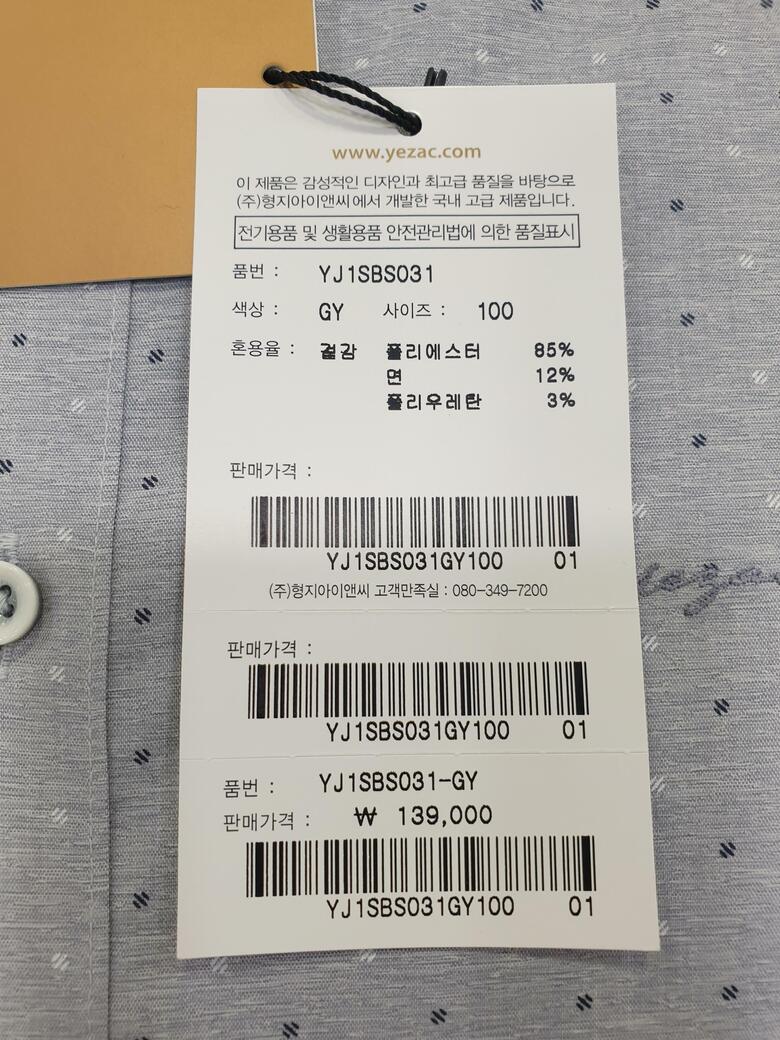 www.yezac.com
이 제품은 감성적인 디자인과 최고급 품질을 바탕으로
(주)형지아이앤씨에서 개발한 국내 고급 제품입니다.
전기용품 및 생활용품 안전관리법에 의한 품질표시
품번 : YJ1SBS031
색상 : GY 사이즈 : 100
혼용율 : 겉감 폴리에스터 85%
면 12%
폴리우레탄 3%
판매가격 :
YJ1SBS031GY100 01
(주)형지아이앤씨 고객만족실 : 080-349-7200
판매가격 :
YJ1SBS031GY100 01
품번 : YJ1SBS031-GY
판매가격 : ₩ 139,000
YJ1SBS031GY100 01